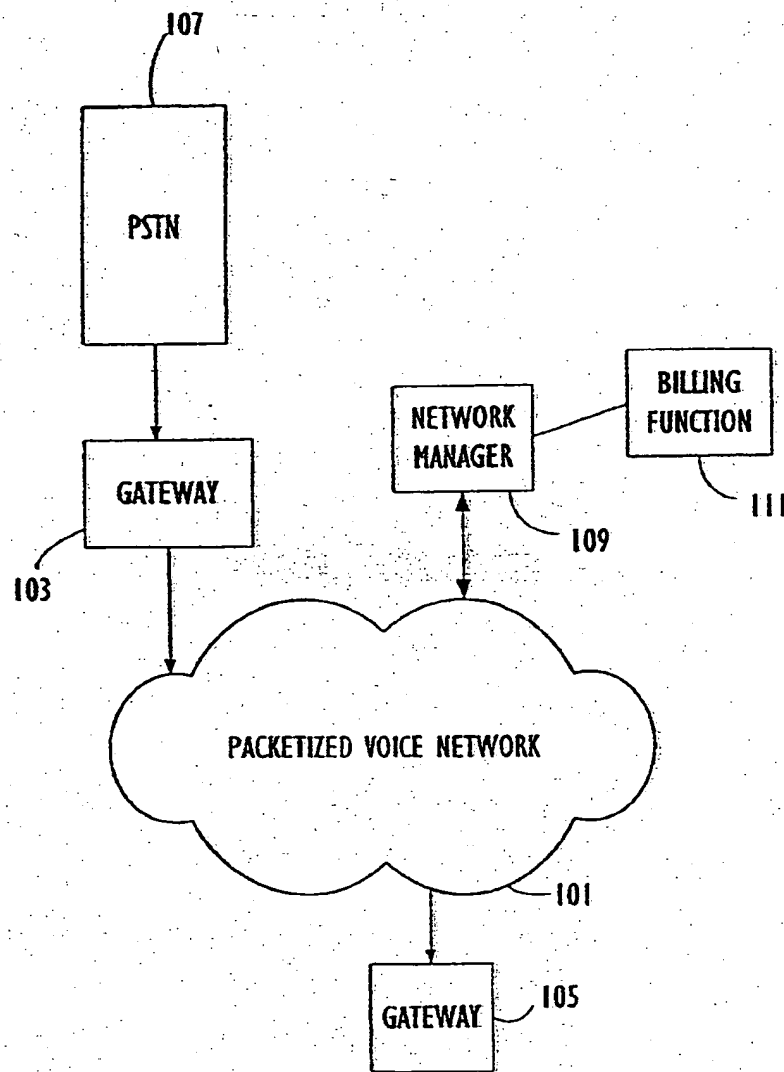 107
PSTN
BILLING
FUNCTION
NETWORK
MANAGER
GATEWAY
111
109
103
PACKETIZED VOICE NETWORK
101
105
GATEWAY